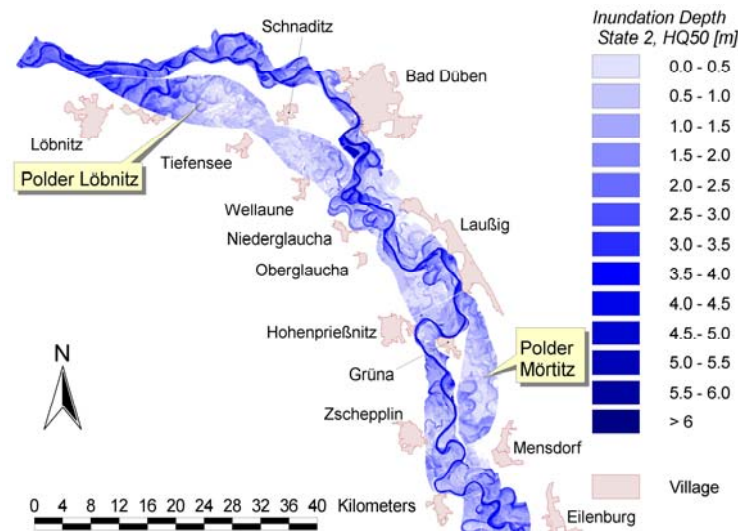 Inundation Depth
State 2, HQ50 [m]
0.0 - 0.5
0.5 - 1.0
1.0 - 1.5
1.5 - 2.0
2.0 - 2.5
2.5 - 3.0
3.0 - 3.5
3.5 - 4.0
4.0 - 4.5
4.5 - 5.0
5.0 - 5.5
5.5 - 6.0
> 6
Village
Schnaditz
Bad Düben
Löbnitz
Tiefensee
Polder Löbnitz
Wellaune
Niederglaucha
Laußig
Oberglaucha
Hohenprießnitz
Polder
Mörtitz
N
Grüna
Zschepplin
Mensdorf
Eilenburg
0 4 8 12 16 20 24 28 32 36 40 Kilometers